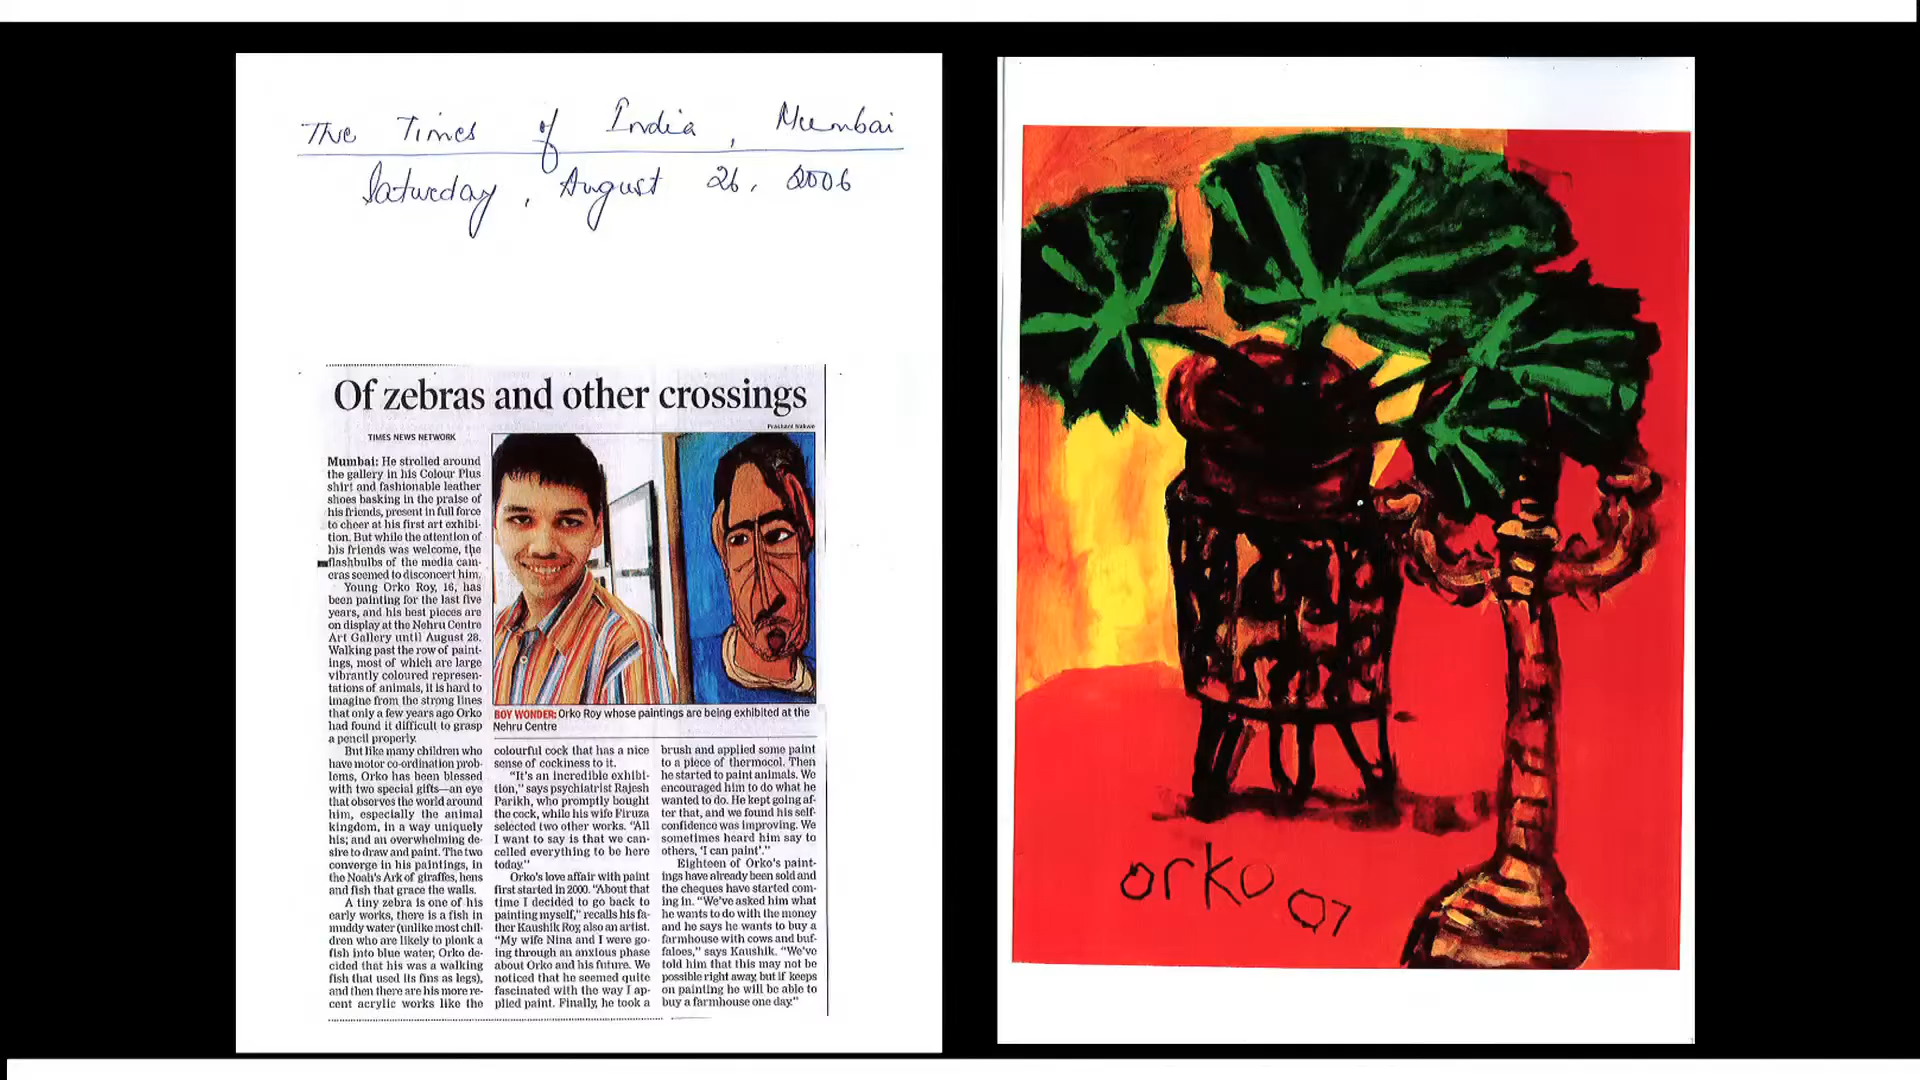 The Times of India, Mumbai
Saturday, August 26, 2006
Of zebras and other crossings
Prashant Nakwe
TIMES NEWS NETWORK
Mumbai: He strolled around
the gallery in his Colour Plus
shirt and fashionable leather
shoes basking in the praise of
his friends, present in full force
to cheer at his first art exhibi-
tion. But while the attention of
his friends was welcome, the
flashbulbs of the media cam-
eras seemed to disconcert him.
Young Orko Roy, 16, has
been painting for the last five
years, and his best pieces are
on display at the Nehru Centre
Art Gallery until August 28.
Walking past the row of paint-
ings, most of which are large
vibrantly coloured represen-
tations of animals, it is hard to
imagine from the strong lines
that only a few years ago Orko
had found it difficult to grasp
a pencil properly.
But like many children who
have motor co-ordination prob-
lems, Orko has been blessed
with two special gifts—an eye
that observes the world around
him, especially the animal
kingdom, in a way uniquely
his; and an overwhelming de-
sire to draw and paint. The two
converge in his paintings, in
the Noah's Ark of giraffes, hens
and fish that grace the walls.
A tiny zebra is one of his
early works, there is a fish in
muddy water (unlike most chil-
dren who are likely to plonk a
fish into blue water, Orko de-
cided that his was a walking
fish that used its fins as legs),
and then there are his more re-
cent acrylic works like the
BOY WONDER: Orko Roy whose paintings are being exhibited at the
Nehru Centre
colourful cock that has a nice
sense of cockiness to it.
"It's an incredible exhibi-
tion," says psychiatrist Rajesh
Parikh, who promptly bought
the cock, while his wife Firuza
selected two other works. "All
I want to say is that we can-
celled everything to be here
today."
Orko's love affair with paint
first started in 2000. "About that
time I decided to go back to
painting myself," recalls his fa-
ther Kaushik Roy, also an artist.
"My wife Nina and I were go-
ing through an anxious phase
about Orko and his future. We
noticed that he seemed quite
fascinated with the way I ap-
plied paint. Finally, he took a
brush and applied some paint
to a piece of thermocol. Then
he started to paint animals. We
encouraged him to do what he
wanted to do. He kept going af-
ter that, and we found his self-
confidence was improving. We
sometimes heard him say to
others, 'I can paint'."
Eighteen of Orko's paint-
ings have already been sold and
the cheques have started com-
ing in. "We've asked him what
he wants to do with the money
and he says he wants to buy a
farmhouse with cows and buf-
faloes," says Kaushik. "We've
told him that this may not be
possible right away, but if keeps
on painting he will be able to
buy a farmhouse one day."
orko 07